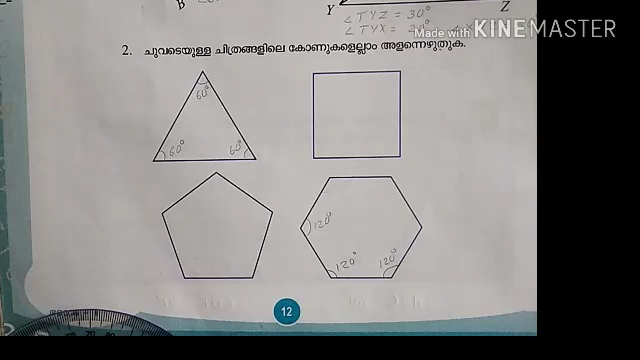 B
Y
Z
∠TYZ = 30°
∠TYX =
Made with KINEMASTER
2. ചുവടെയുള്ള ചിത്രങ്ങളിലെ കോണുകളെല്ലാം അളന്നെഴുതുക.
60°
60° 60°
120°
120° 120°
12